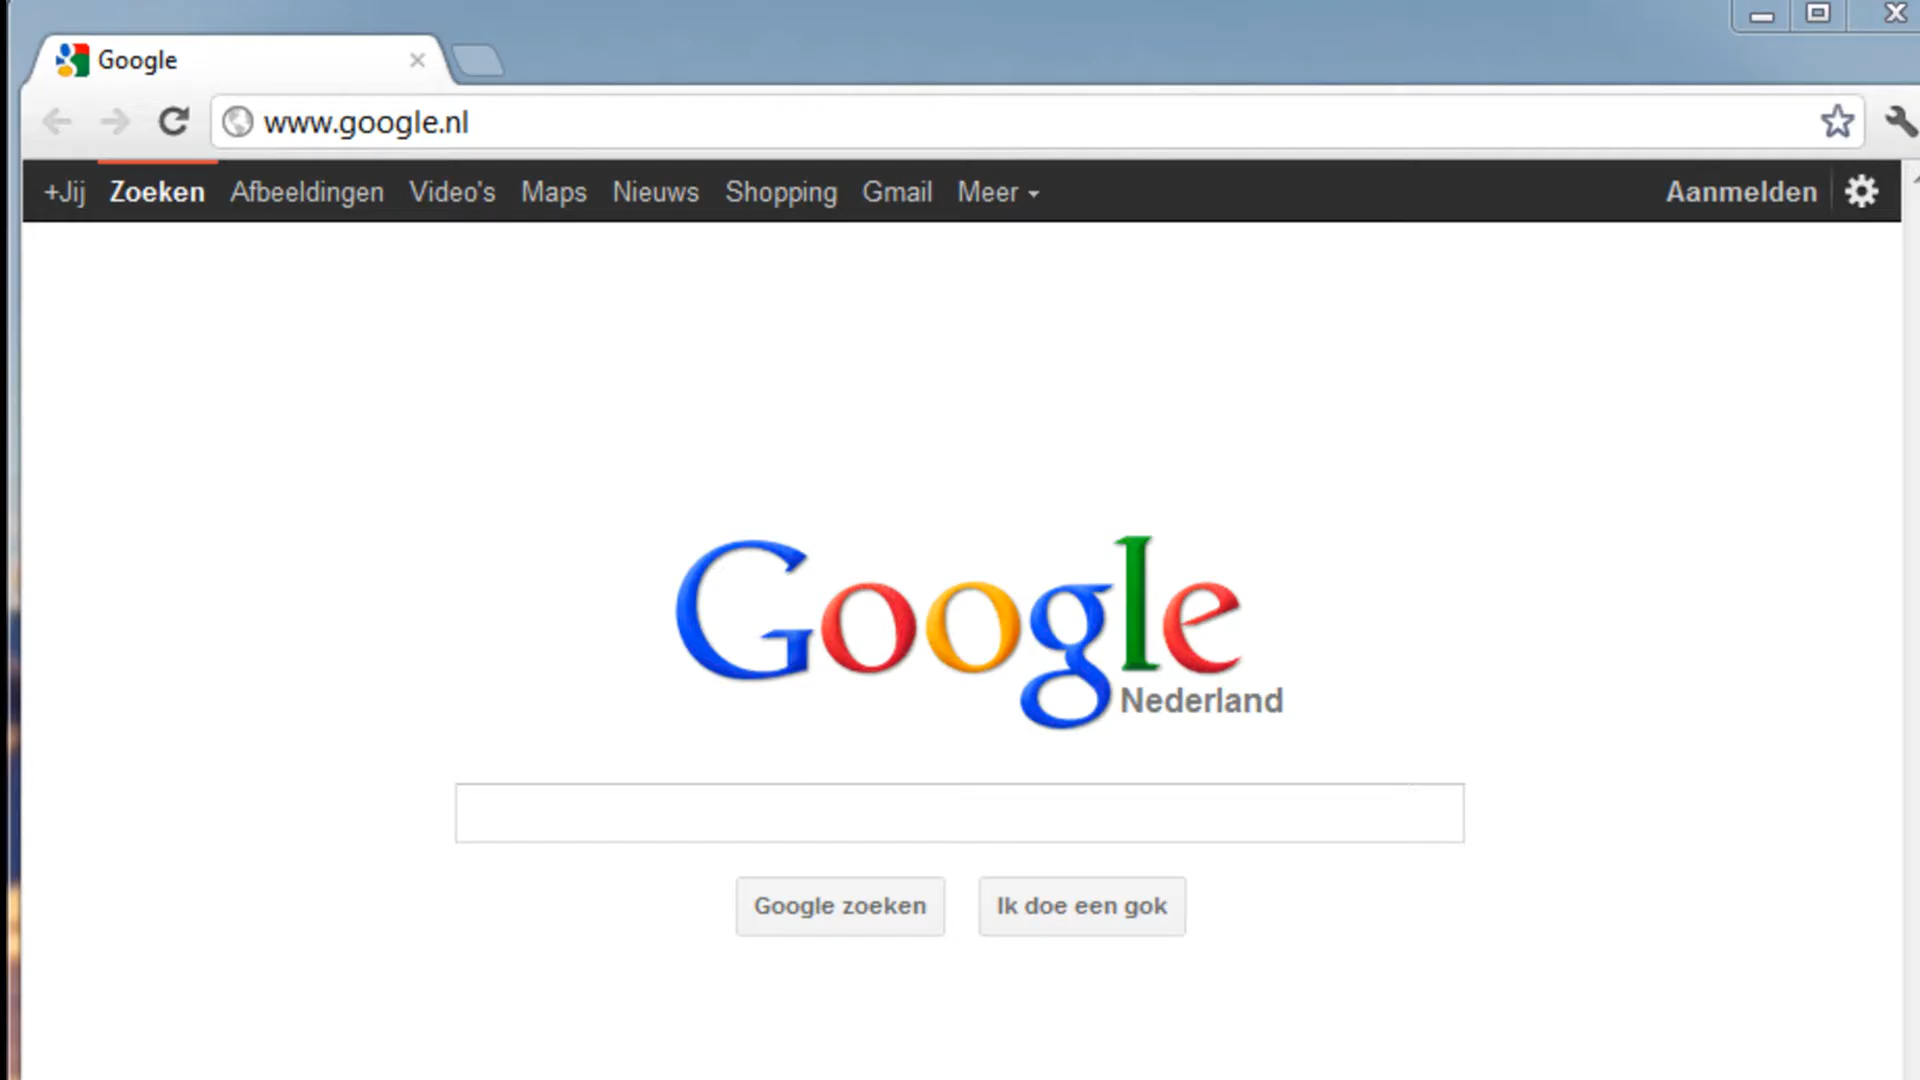 Google
www.google.nl
+Jij Zoeken Afbeeldingen Video's Maps Nieuws Shopping Gmail Meer Aanmelden
Google
Nederland
Google zoeken Ik doe een gok